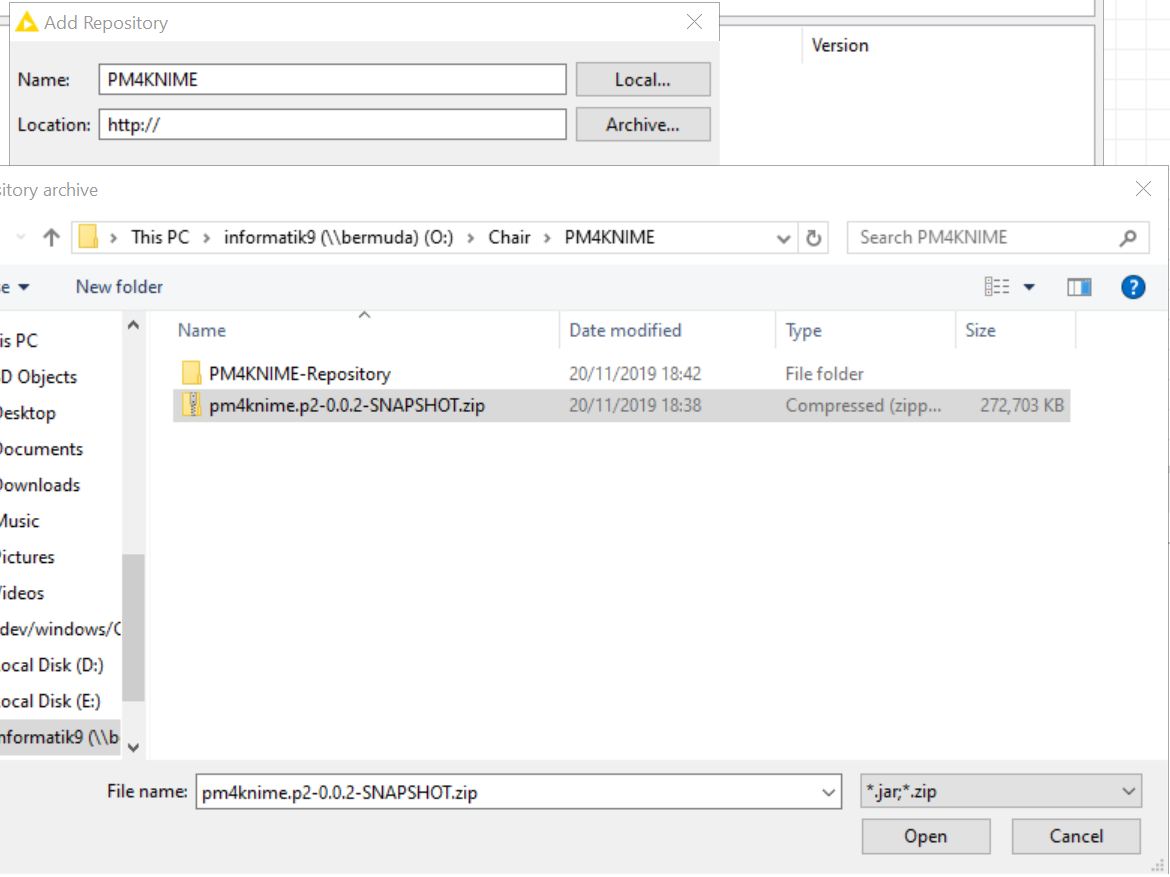 Add Repository
Version
Name: PM4KNIME Local...
Location: http:// Archive...
itory archive
This PC > informatik9 (\\bermuda) (O:) > Chair > PM4KNIME Search PM4KNIME
e New folder
Name Date modified Type Size
is PC
D Objects
Desktop
Documents
Downloads
Music
Pictures
Videos
dev/windows/C
ocal Disk (D:)
ocal Disk (E:)
nformatik9 (\\b
PM4KNIME-Repository 20/11/2019 18:42 File folder
pm4knime.p2-0.0.2-SNAPSHOT.zip 20/11/2019 18:38 Compressed (zipp... 272,703 KB
File name: pm4knime.p2-0.0.2-SNAPSHOT.zip *.jar;*.zip
Open Cancel